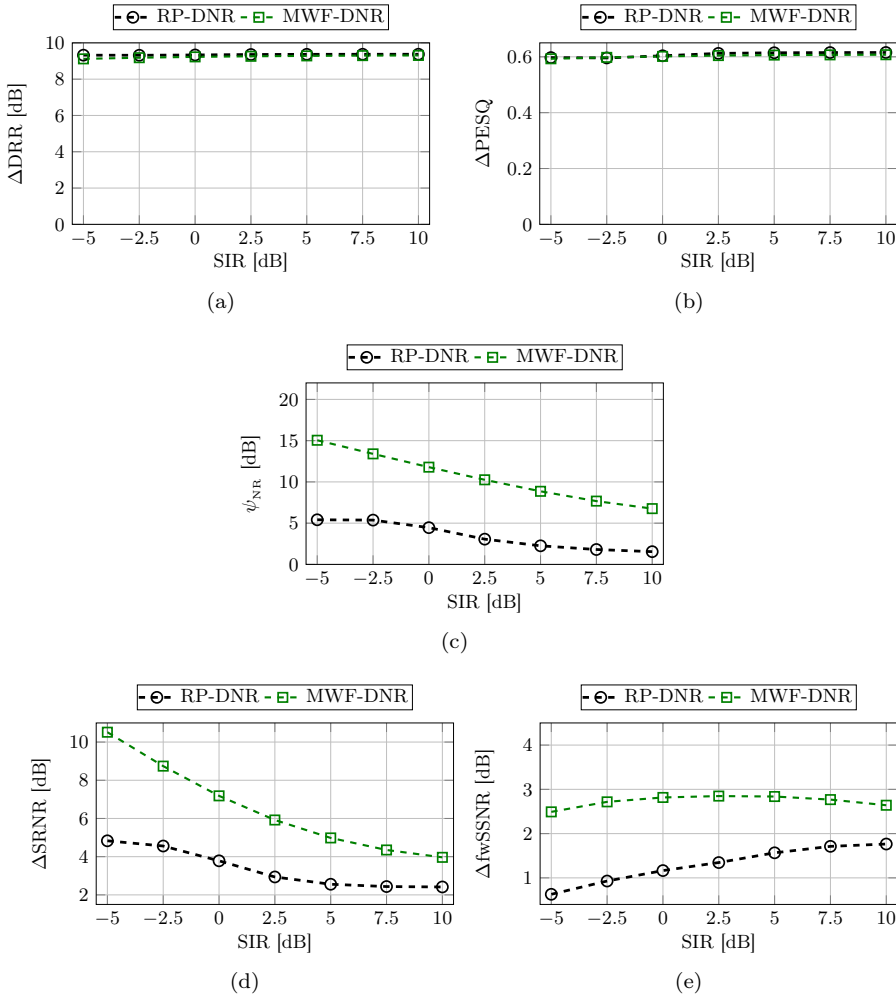 RP-DNR MWF-DNR
RP-DNR MWF-DNR
10
8
6
4
2
0
ΔDRR [dB]
−5 −2.5 0 2.5 5 7.5 10
SIR [dB]
(a)
0.6
0.4
0.2
0
ΔPESQ
−5 −2.5 0 2.5 5 7.5 10
SIR [dB]
(b)
RP-DNR MWF-DNR
20
15
10
5
0
ψNR [dB]
−5 −2.5 0 2.5 5 7.5 10
SIR [dB]
(c)
RP-DNR MWF-DNR
10
8
6
4
2
ΔSRNR [dB]
−5 −2.5 0 2.5 5 7.5 10
SIR [dB]
(d)
RP-DNR MWF-DNR
4
3
2
1
ΔfwSSNR [dB]
−5 −2.5 0 2.5 5 7.5 10
SIR [dB]
(e)